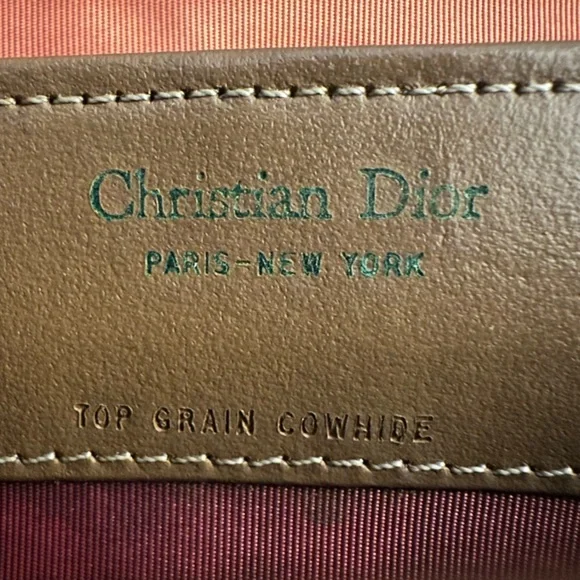 Christian Dior
PARIS-NEW YORK
TOP GRAIN COWHIDE